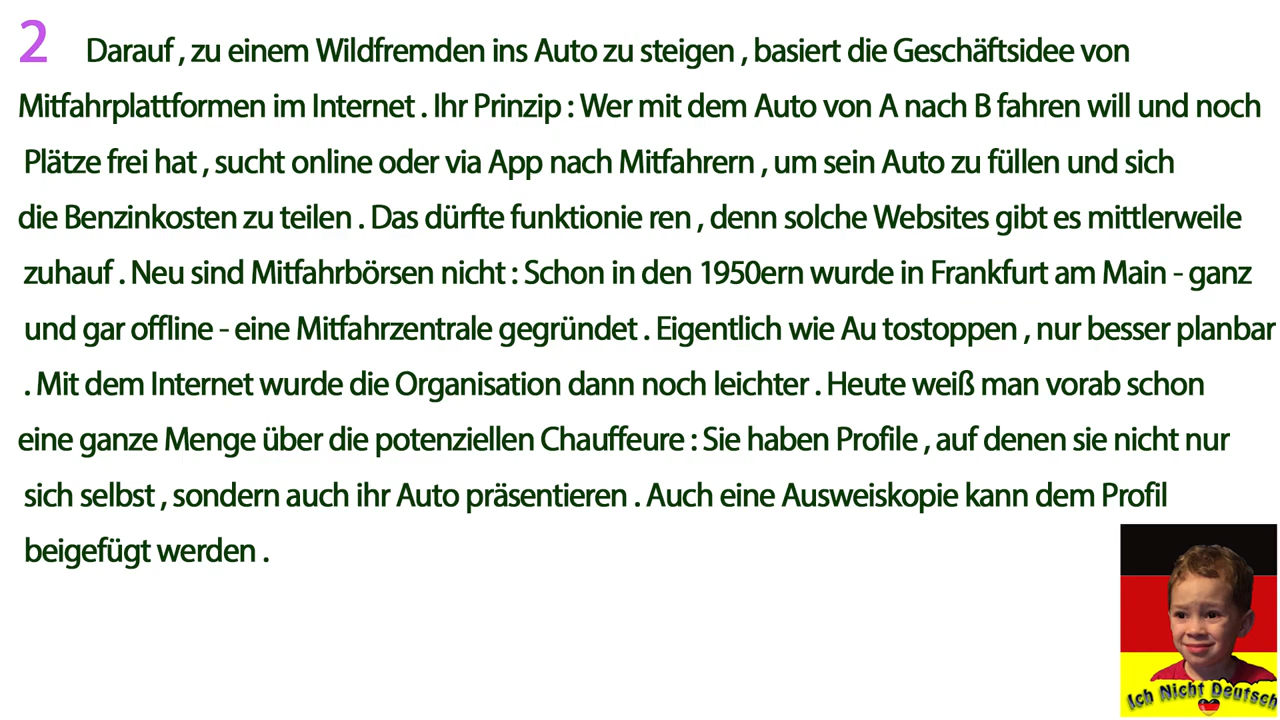 2 Darauf , zu einem Wildfremden ins Auto zu steigen , basiert die Geschäftsidee von
Mitfahrplattformen im Internet . Ihr Prinzip : Wer mit dem Auto von A nach B fahren will und noch
Plätze frei hat , sucht online oder via App nach Mitfahrern , um sein Auto zu füllen und sich
die Benzinkosten zu teilen . Das dürfte funktionie ren , denn solche Websites gibt es mittlerweile
zuhauf . Neu sind Mitfahrbörsen nicht : Schon in den 1950ern wurde in Frankfurt am Main - ganz
und gar offline - eine Mitfahrzentrale gegründet . Eigentlich wie Au tostoppen , nur besser planbar
. Mit dem Internet wurde die Organisation dann noch leichter . Heute weiß man vorab schon
eine ganze Menge über die potenziellen Chauffeure : Sie haben Profile , auf denen sie nicht nur
sich selbst , sondern auch ihr Auto präsentieren . Auch eine Ausweiskopie kann dem Profil
beigefügt werden .
Ich Nicht Deutsch